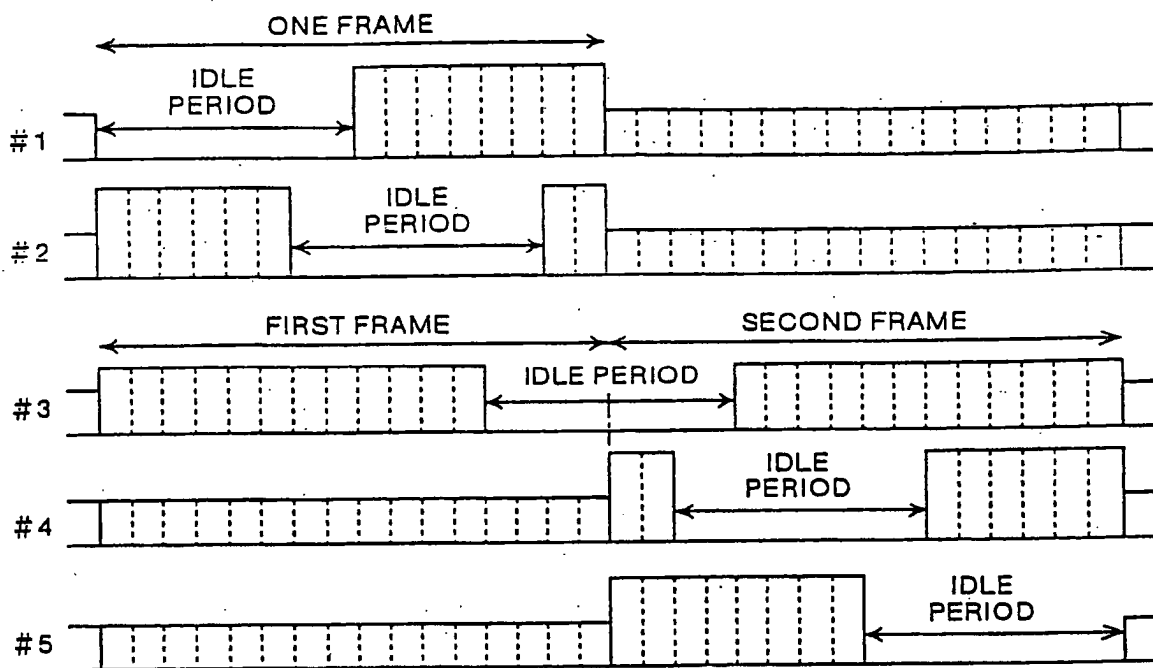 ONE FRAME
IDLE
PERIOD
#1
IDLE
PERIOD
#2
FIRST FRAME
SECOND FRAME
IDLE PERIOD
#3
IDLE
PERIOD
#4
IDLE
PERIOD
#5